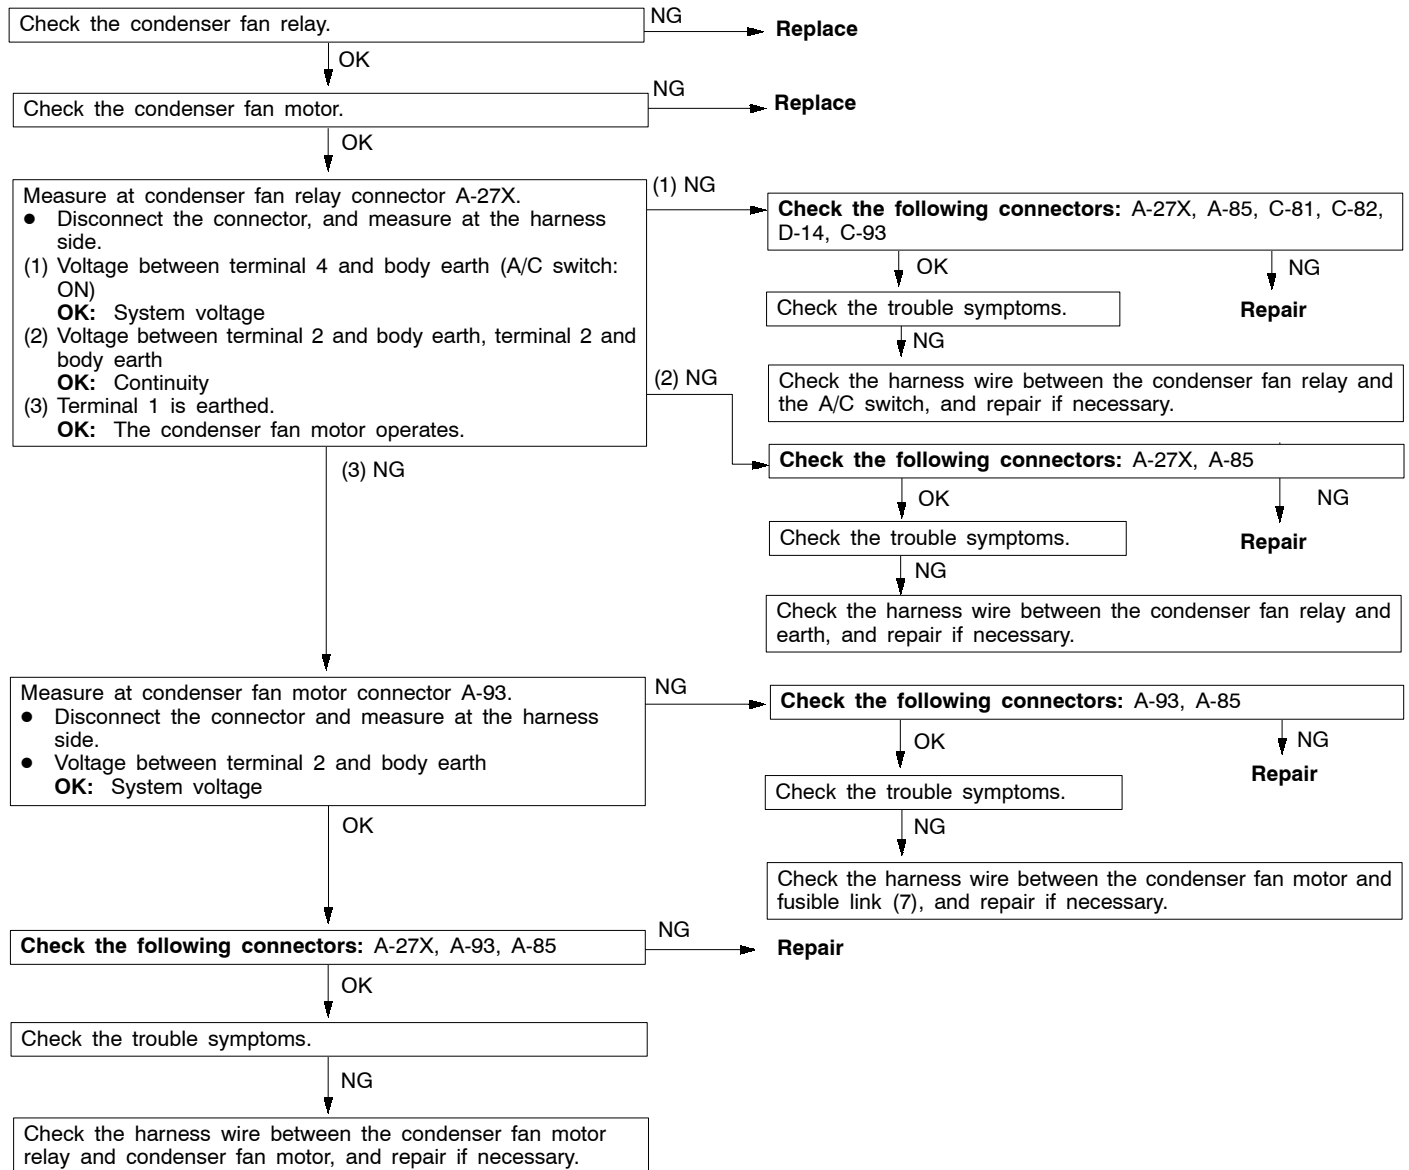 Check the condenser fan relay.
NG
Replace
OK
Check the condenser fan motor.
NG
Replace
OK
Measure at condenser fan relay connector A-27X.
● Disconnect the connector, and measure at the harness
side.
(1) Voltage between terminal 4 and body earth (A/C switch:
ON)
OK: System voltage
(2) Voltage between terminal 2 and body earth, terminal 2 and
body earth
OK: Continuity
(3) Terminal 1 is earthed.
OK: The condenser fan motor operates.
(1) NG
Check the following connectors: A-27X, A-85, C-81, C-82,
D-14, C-93
OK
NG
Check the trouble symptoms.
Repair
NG
Check the harness wire between the condenser fan relay and
the A/C switch, and repair if necessary.
(2) NG
Check the following connectors: A-27X, A-85
OK
NG
Check the trouble symptoms.
Repair
NG
Check the harness wire between the condenser fan relay and
earth, and repair if necessary.
(3) NG
Measure at condenser fan motor connector A-93.
● Disconnect the connector and measure at the harness
side.
● Voltage between terminal 2 and body earth
OK: System voltage
NG
Check the following connectors: A-93, A-85
OK
NG
Repair
Check the trouble symptoms.
NG
Check the harness wire between the condenser fan motor and
fusible link (7), and repair if necessary.
OK
Check the following connectors: A-27X, A-93, A-85
NG
Repair
OK
Check the trouble symptoms.
NG
Check the harness wire between the condenser fan motor
relay and condenser fan motor, and repair if necessary.